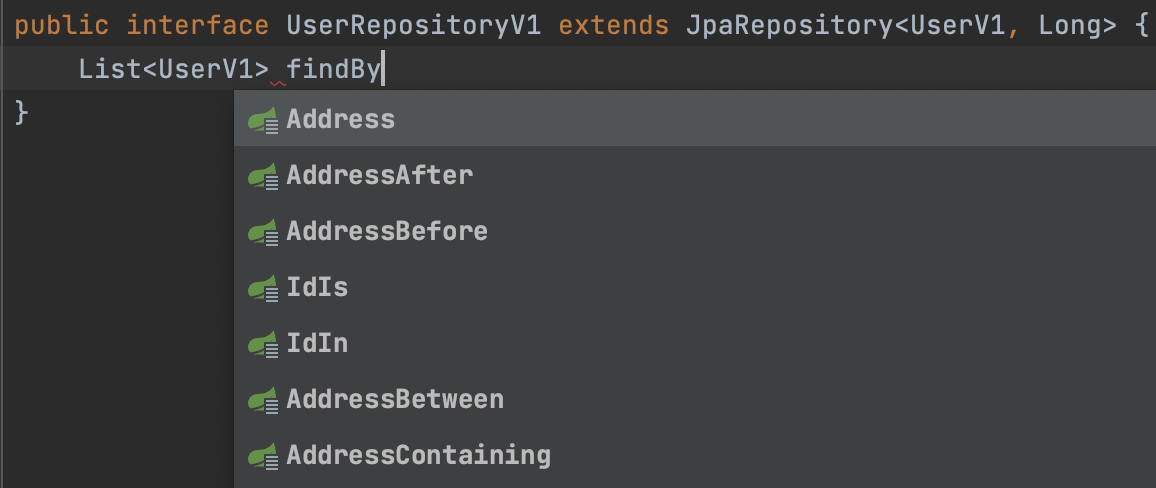 public interface UserRepositoryV1 extends JpaRepository<UserV1, Long> {
List<UserV1> findBy
}
Address
AddressAfter
AddressBefore
IdIs
IdIn
AddressBetween
AddressContaining